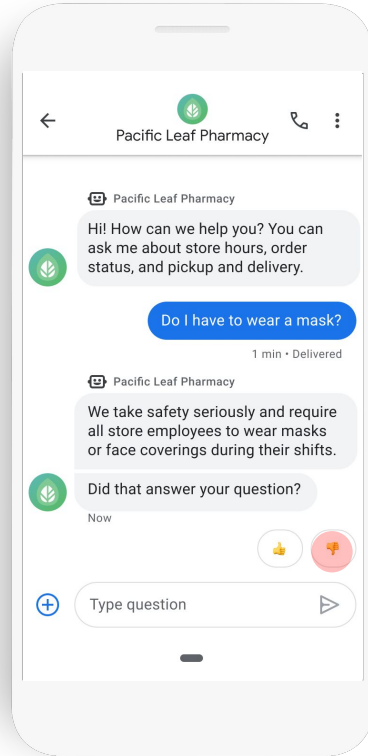 Pacific Leaf Pharmacy
Pacific Leaf Pharmacy
Hi! How can we help you? You can
ask me about store hours, order
status, and pickup and delivery.
Do I have to wear a mask?
1 min • Delivered
Pacific Leaf Pharmacy
We take safety seriously and require
all store employees to wear masks
or face coverings during their shifts.
Did that answer your question?
Now
Type question